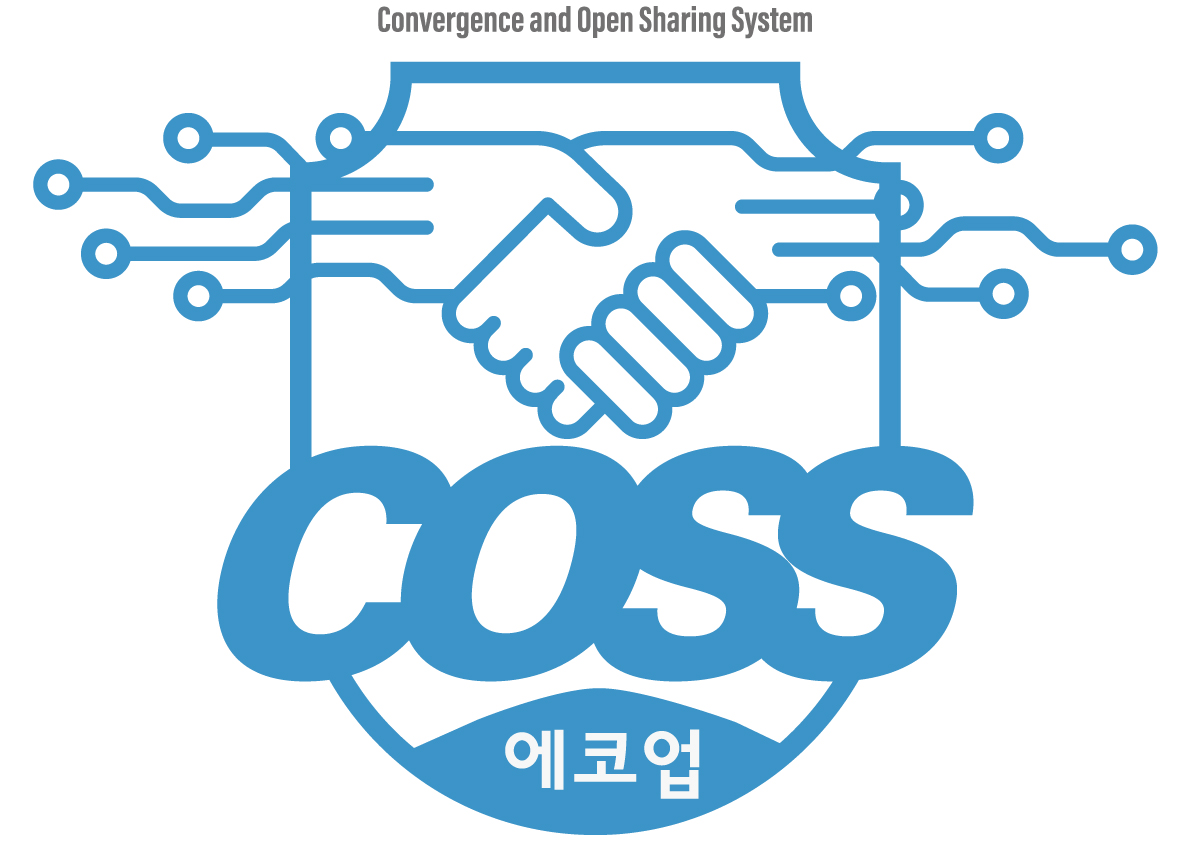 Convergence and Open Sharing System
COSS
에코업